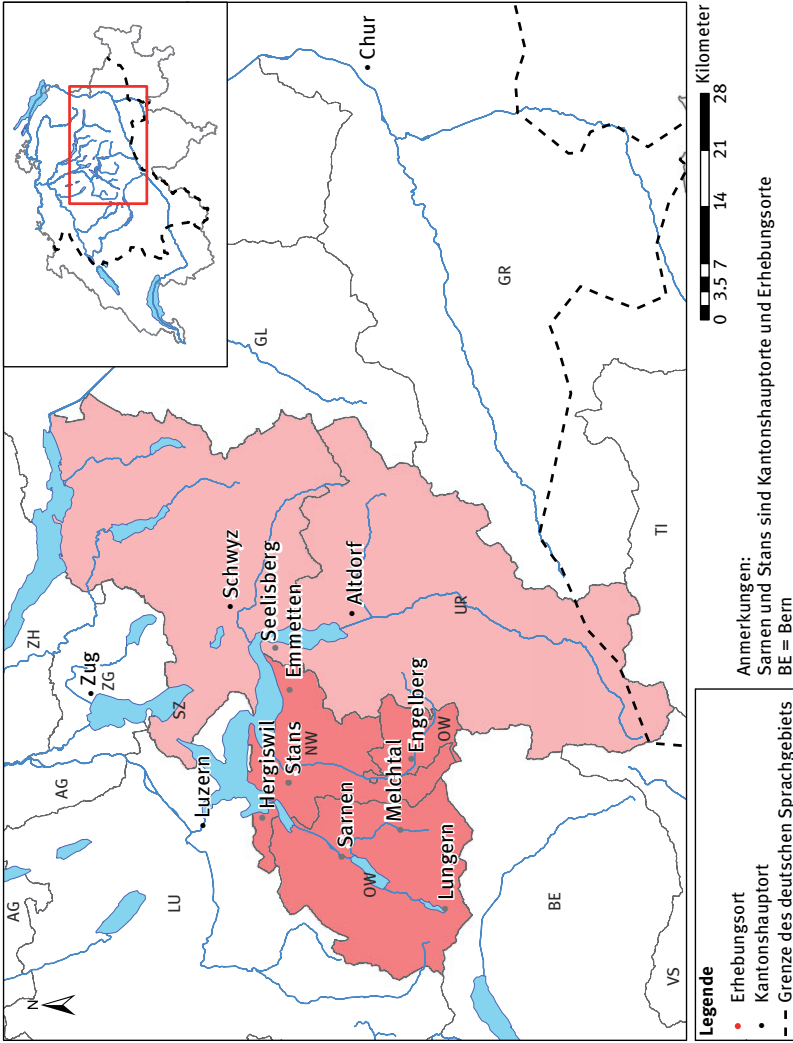 N
AG
AG
ZH
Zug
ZG
LU
Luzern
SZ
Schwyz
GL
Chur
Hergiswil
Stans
NW
Seelisberg
Emmetten
Altdorf
Sarnen
OW
Melchtal
Engelberg
OW
UR
Lungern
GR
BE
VS
TI
Legende
Erhebungsort
Kantonshauptort
Grenze des deutschen Sprachgebiets
Anmerkungen:
Sarnen und Stans sind Kantonshauptorte und Erhebungsorte
BE = Bern
0 3.5 7 14 21 28
Kilometer